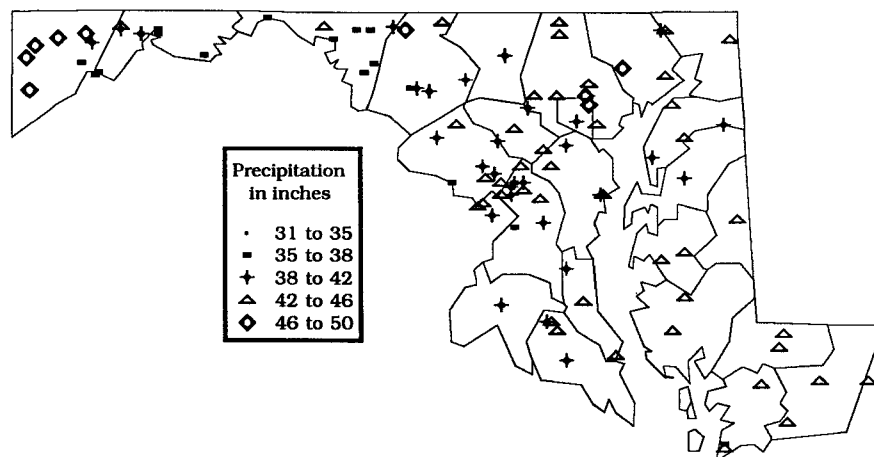 Precipitation
in inches
31 to 35
35 to 38
38 to 42
42 to 46
46 to 50